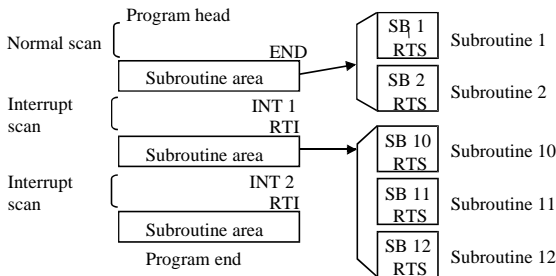 Program head
Normal scan
END
Subroutine area
Interrupt
scan
INT 1
RTI
Subroutine area
Interrupt
scan
INT 2
RTI
Subroutine area
Program end
SB 1
RTS
Subroutine 1
SB 2
RTS
Subroutine 2
SB 10
RTS
Subroutine 10
SB 11
RTS
Subroutine 11
SB 12
RTS
Subroutine 12